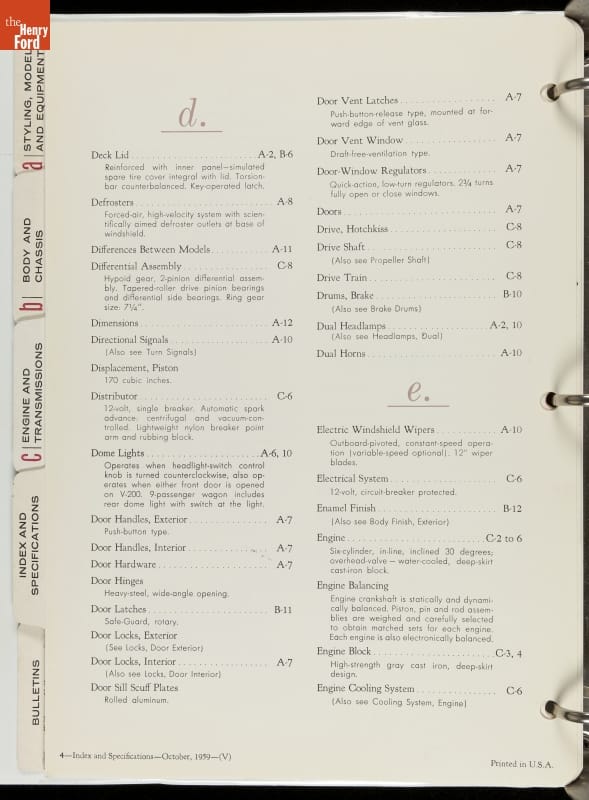 the
Henry
Ford
a STYLING, MODEL
AND EQUIPMENT
b BODY AND
CHASSIS
c ENGINE AND
TRANSMISSIONS
INDEX AND
SPECIFICATIONS
BULLETINS
d.
Deck Lid . . . . . . . . . . . . . . . . . . . . . A-2, B-6
Reinforced with inner panel—simulated
spare tire cover integral with lid. Torsion-
bar counterbalanced. Key-operated latch.
Defrosters . . . . . . . . . . . . . . . . . . . . . A-8
Forced-air, high-velocity system with scien-
tifically aimed defroster outlets at base of
windshield.
Differences Between Models . . . . . . . . . . A-11
Differential Assembly . . . . . . . . . . . . . . . C-8
Hypoid gear, 2-pinion differential assem-
bly. Tapered-roller drive pinion bearings
and differential side bearings. Ring gear
size: 7¼".
Dimensions . . . . . . . . . . . . . . . . . . . . A-12
Directional Signals . . . . . . . . . . . . . . . . A-10
(Also see Turn Signals)
Displacement, Piston
170 cubic inches.
Distributor . . . . . . . . . . . . . . . . . . . . . C-6
12-volt, single breaker. Automatic spark
advance: centrifugal and vacuum-con-
trolled. Lightweight nylon breaker point
arm and rubbing block.
Dome Lights . . . . . . . . . . . . . . . . . . A-6, 10
Operates when headlight-switch control
knob is turned counterclockwise, also op-
erates when either front door is opened
on V-200. 9-passenger wagon includes
rear dome light with switch at the light.
Door Handles, Exterior . . . . . . . . . . . . . . A-7
Push-button type.
Door Handles, Interior . . . . . . . . . . . . . . A-7
Door Hardware . . . . . . . . . . . . . . . . . . A-7
Door Hinges
Heavy-steel, wide-angle opening.
Door Latches . . . . . . . . . . . . . . . . . . . B-11
Safe-Guard, rotary.
Door Locks, Exterior
(See Locks, Door Exterior)
Door Locks, Interior . . . . . . . . . . . . . . . A-7
(Also see Locks, Door Interior)
Door Sill Scuff Plates
Rolled aluminum.
Door Vent Latches . . . . . . . . . . . . . . . . A-7
Push-button-release type, mounted at for-
ward edge of vent glass.
Door Vent Window . . . . . . . . . . . . . . . . A-7
Draft-free-ventilation type.
Door-Window Regulators . . . . . . . . . . . . A-7
Quick-action, low-turn regulators. 2¾ turns
fully open or close windows.
Doors . . . . . . . . . . . . . . . . . . . . . . . . A-7
Drive, Hotchkiss . . . . . . . . . . . . . . . . . . C-8
Drive Shaft . . . . . . . . . . . . . . . . . . . . . C-8
(Also see Propeller Shaft)
Drive Train . . . . . . . . . . . . . . . . . . . . . C-8
Drums, Brake . . . . . . . . . . . . . . . . . . . B-10
(Also see Brake Drums)
Dual Headlamps . . . . . . . . . . . . . . . . A-2, 10
(Also see Headlamps, Dual)
Dual Horns . . . . . . . . . . . . . . . . . . . . A-10
e.
Electric Windshield Wipers . . . . . . . . . . . A-10
Outboard-pivoted, constant-speed opera-
tion (variable-speed optional). 12" wiper
blades.
Electrical System . . . . . . . . . . . . . . . . . . C-6
12-volt, circuit-breaker protected.
Enamel Finish . . . . . . . . . . . . . . . . . . . B-12
(Also see Body Finish, Exterior)
Engine . . . . . . . . . . . . . . . . . . . . . . C-2 to 6
Six-cylinder, in-line, inclined 30 degrees;
overhead-valve — water-cooled, deep-skirt
cast-iron block.
Engine Balancing
Engine crankshaft is statically and dynami-
cally balanced. Piston, pin and rod assem-
blies are weighed and carefully selected
to obtain matched sets for each engine.
Each engine is also electronically balanced.
Engine Block . . . . . . . . . . . . . . . . . . . C-3, 4
High-strength gray cast iron, deep-skirt
design.
Engine Cooling System . . . . . . . . . . . . . . C-6
(Also see Cooling System, Engine)
4—Index and Specifications—October, 1959—(V)
Printed in U.S.A.